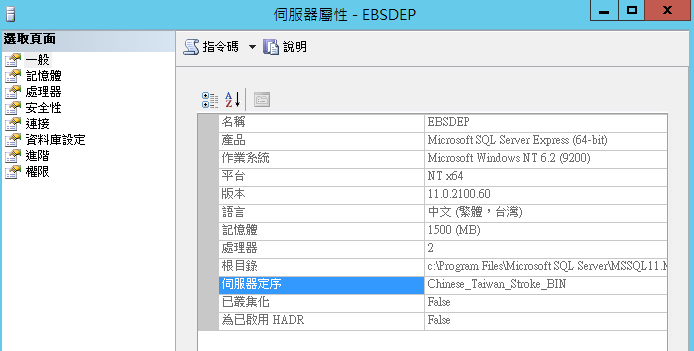 伺服器屬性 - EBSDEP
選取頁面
一般
記憶體
處理器
安全性
連接
資料庫設定
進階
權限
指令碼
說明
名稱 EBSDEP
產品 Microsoft SQL Server Express (64-bit)
作業系統 Microsoft Windows NT 6.2 (9200)
平台 NT x64
版本 11.0.2100.60
語言 中文 (繁體，台灣)
記憶體 1500 (MB)
處理器 2
根目錄 c:\Program Files\Microsoft SQL Server\MSSQL11.M
伺服器定序 Chinese_Taiwan_Stroke_BIN
已叢集化 False
為已啟用 HADR False